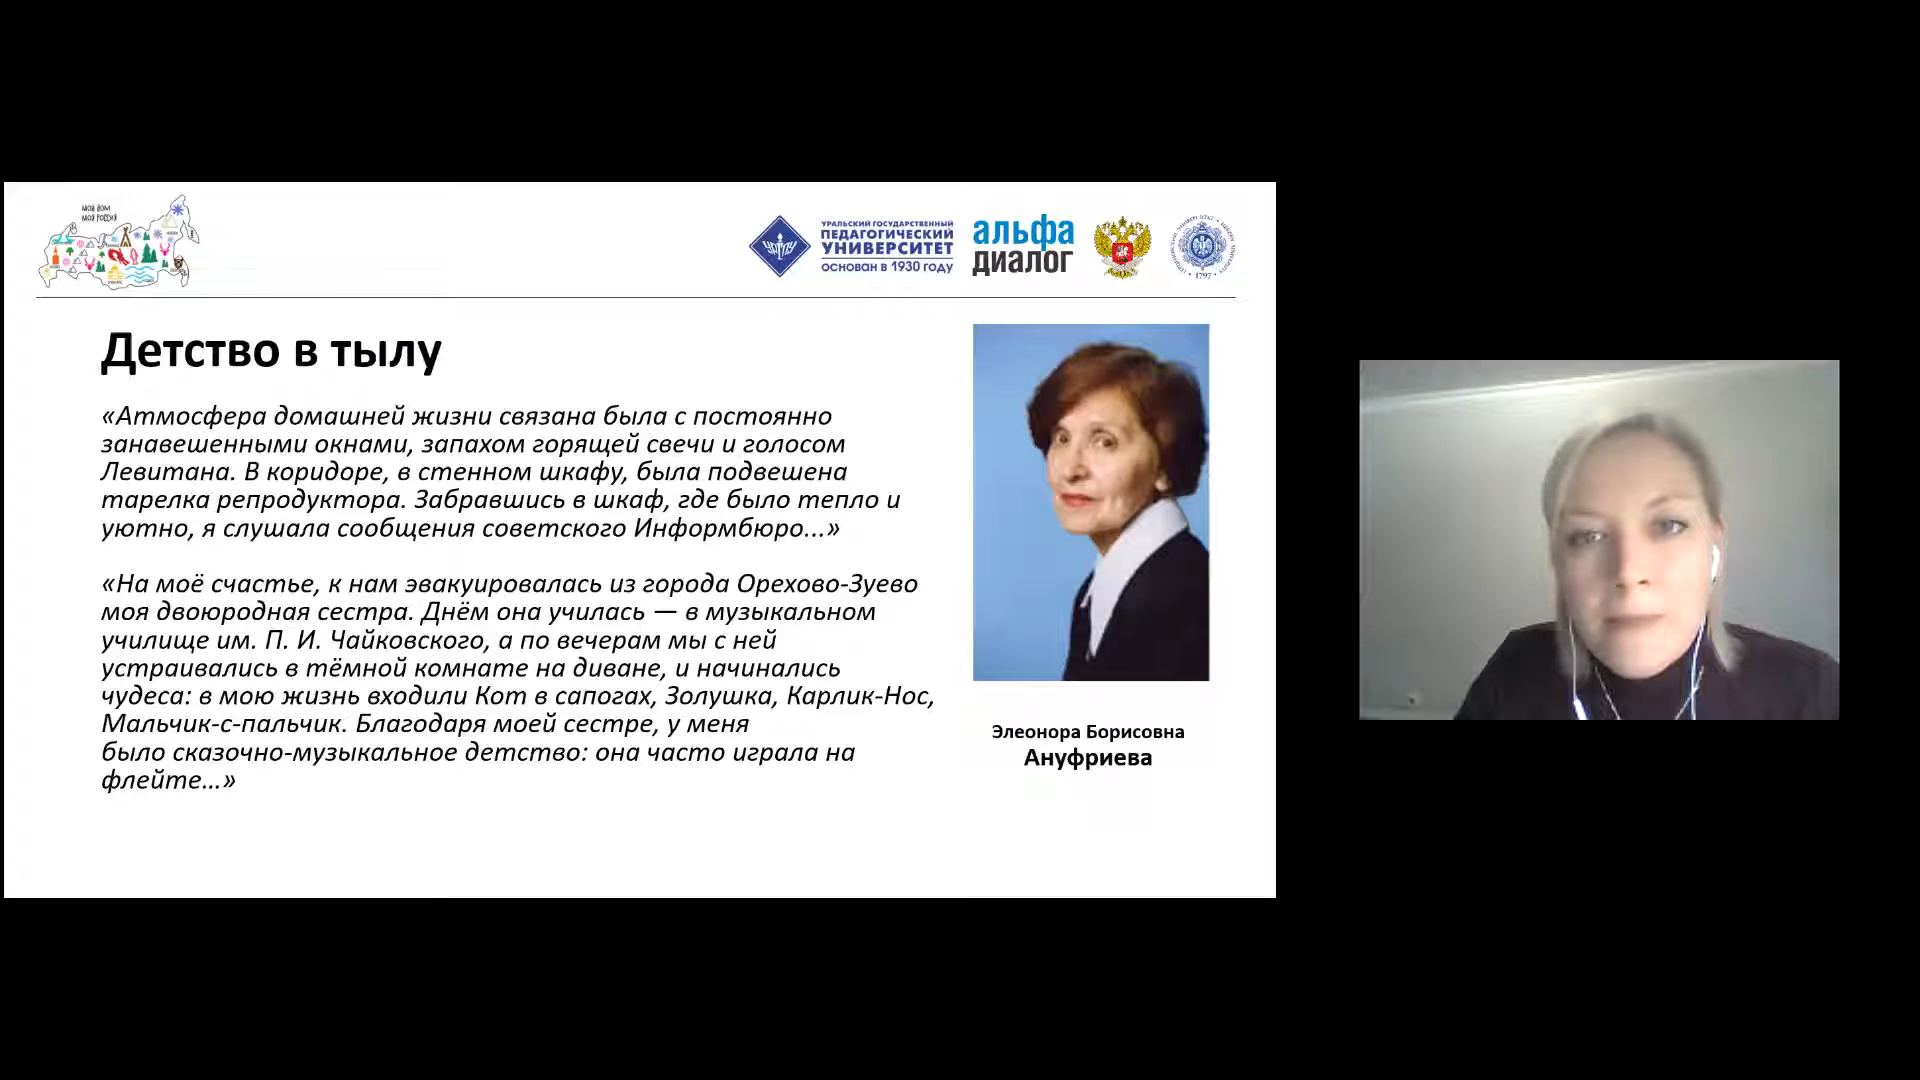 МОЙ ДОМ
МОЯ РОССИЯ
УрГПУ
УРАЛЬСКИЙ ГОСУДАРСТВЕННЫЙ
ПЕДАГОГИЧЕСКИЙ
УНИВЕРСИТЕТ
ОСНОВАН В 1930 ГОДУ
альфа
диалог
1797
Детство в тылу
«Атмосфера домашней жизни связана была с постоянно
занавешенными окнами, запахом горящей свечи и голосом
Левитана. В коридоре, в стенном шкафу, была подвешена
тарелка репродуктора. Забравшись в шкаф, где было тепло и
уютно, я слушала сообщения советского Информбюро...»
«На моё счастье, к нам эвакуировалась из города Орехово-Зуево
моя двоюродная сестра. Днём она училась — в музыкальном
училище им. П. И. Чайковского, а по вечерам мы с ней
устраивались в тёмной комнате на диване, и начинались
чудеса: в мою жизнь входили Кот в сапогах, Золушка, Карлик-Нос,
Мальчик-с-пальчик. Благодаря моей сестре, у меня
было сказочно-музыкальное детство: она часто играла на
флейте...»
Элеонора Борисовна
Ануфриева